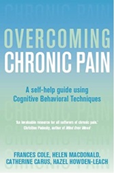 OVERCOMING
CHRONIC PAIN
A self-help guide using
Cognitive Behavioral Techniques
FRANCES COLE, HELEN MACDONALD,
CATHERINE CARUS, HAZEL HOWDEN-LEACH